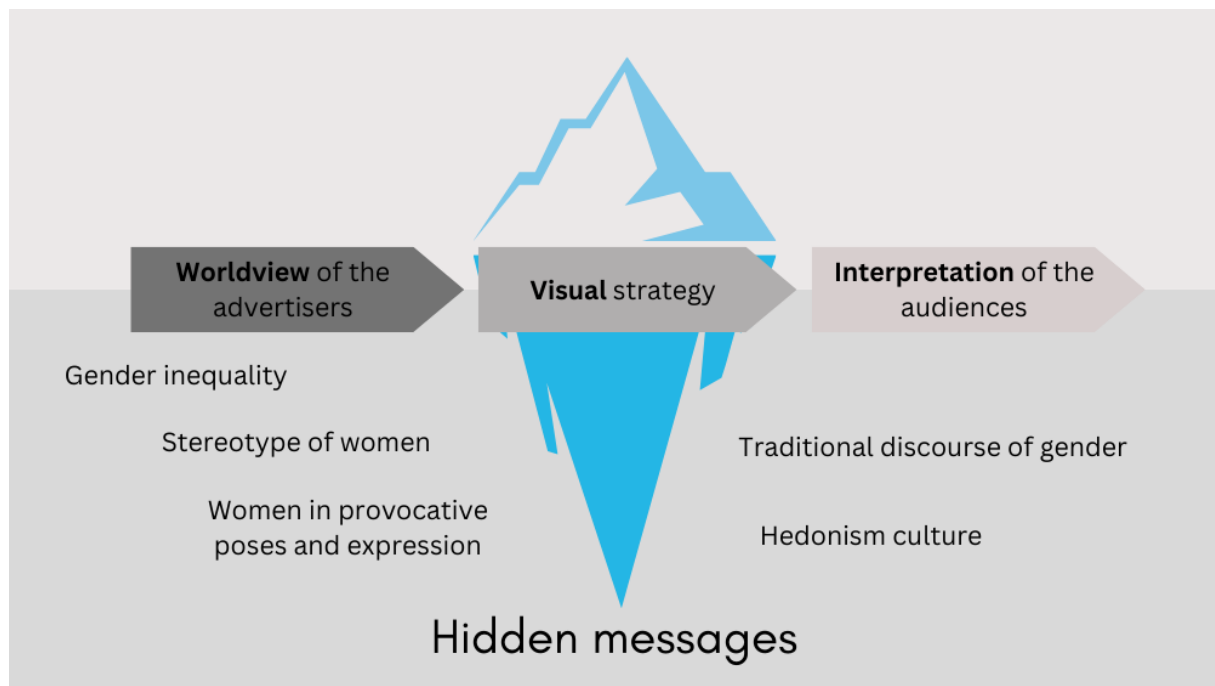 Worldview of the
advertisers
Visual strategy
Interpretation of the
audiences
Gender inequality
Stereotype of women
Women in provocative
poses and expression
Traditional discourse of gender
Hedonism culture
Hidden messages